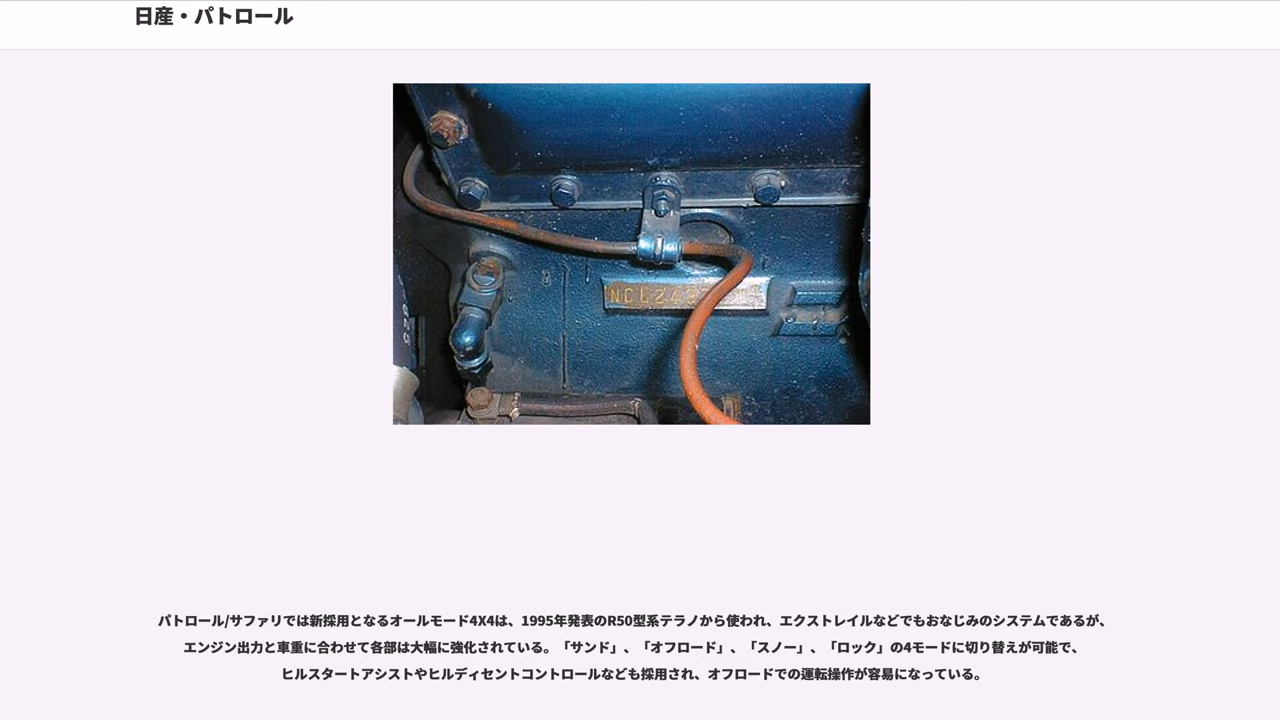 日産・パトロール
パトロール/サファリでは新採用となるオールモード4X4は、1995年発表のR50型系テラノから使われ、エクストレイルなどでもおなじみのシステムであるが、
エンジン出力と車重に合わせて各部は大幅に強化されている。「サンド」、「オフロード」、「スノー」、「ロック」の4モードに切り替えが可能で、
ヒルスタートアシストやヒルディセントコントロールなども採用され、オフロードでの運転操作が容易になっている。